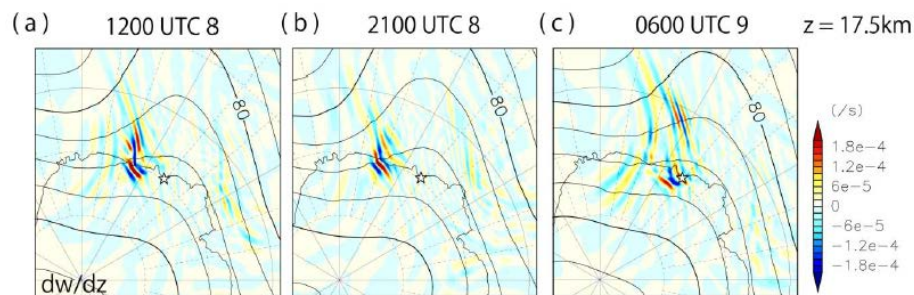 (a) 1200 UTC 8 (b) 2100 UTC 8 (c) 0600 UTC 9 z = 17.5km
80 80 80
(/s)
1.8e-4
1.2e-4
6e-5
0
-6e-5
-1.2e-4
-1.8e-4
dw/dz